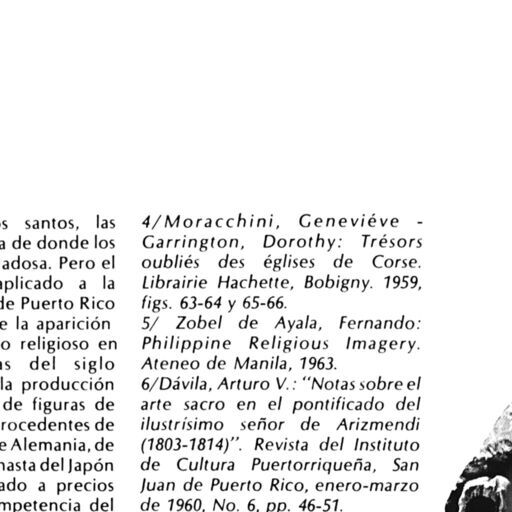 s santos, las
a de donde los
adosa. Pero el
aplicado a la
de Puerto Rico
e la aparición
o religioso en
as del siglo
la producción
de figuras de
rocedentes de
e Alemania, de
hasta del Japón
ado a precios
mpetencia del
4/Moracchini, Geneviéve -
Garrington, Dorothy: Trésors
oubliés des églises de Corse.
Librairie Hachette, Bobigny. 1959,
figs. 63-64 y 65-66.
5/ Zobel de Ayala, Fernando:
Philippine Religious Imagery.
Ateneo de Manila, 1963.
6/Dávila, Arturo V.: "Notas sobre el
arte sacro en el pontificado del
ilustrísimo señor de Arizmendi
(1803-1814)". Revista del Instituto
de Cultura Puertorriqueña, San
Juan de Puerto Rico, enero-marzo
de 1960, No. 6, pp. 46-51.